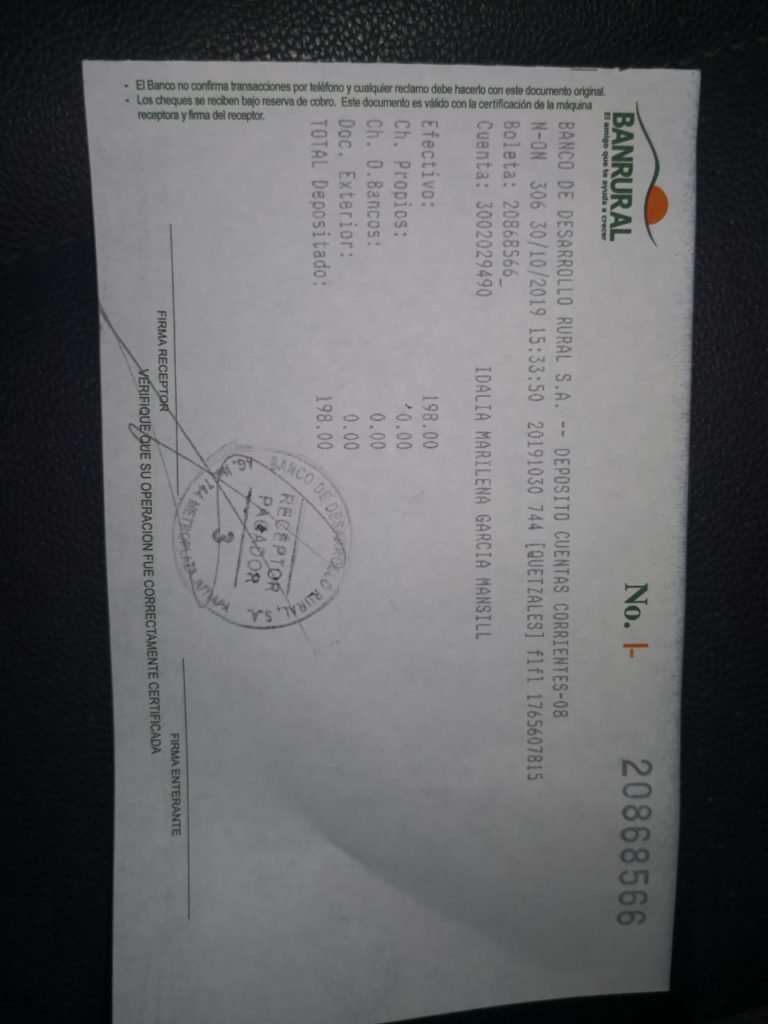 BANRURAL
El amigo que te ayuda a crecer
No. 1-
20868566
BANCO DE DESARROLLO RURAL S.A. -- DEPOSITO CUENTAS CORRIENTES-08
N-ON 306 30/10/2019 15:33:50 20191030 744 [QUETZALES] f1f1 1765607815
Boleta: 20868566_
Cuenta: 3002029490 IDALIA MARILENA GARCIA MANSILL
Efectivo: 198.00
Ch. Propios: 0.00
Ch. O.Bancos: 0.00
Doc. Exterior: 0.00
TOTAL Depositado: 198.00
BANCO DE DESARROLLO RURAL, S.A.
RECEPTOR
PAGADOR
3
744 METROPLAZA
FIRMA RECEPTOR
FIRMA ENTERANTE
VERIFIQUE QUE SU OPERACION FUE CORRECTAMENTE CERTIFICADA
- El Banco no confirma transacciones por teléfono y cualquier reclamo debe hacerlo con este documento original.
- Los cheques se reciben bajo reserva de cobro. Este documento es válido con la certificación de la máquina
receptora y firma del receptor.